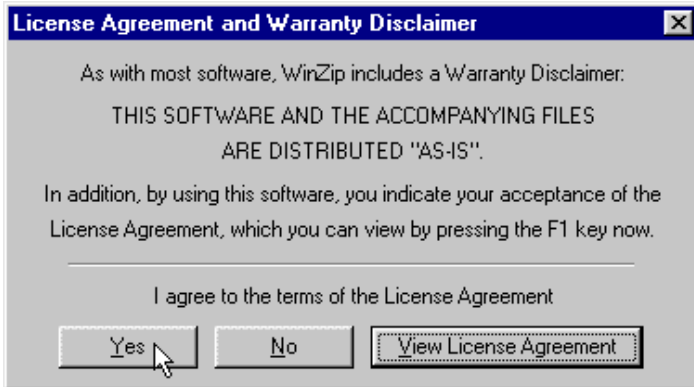 License Agreement and Warranty Disclaimer
As with most software, WinZip includes a Warranty Disclaimer:
THIS SOFTWARE AND THE ACCOMPANYING FILES
ARE DISTRIBUTED "AS-IS".
In addition, by using this software, you indicate your acceptance of the
License Agreement, which you can view by pressing the F1 key now.
I agree to the terms of the License Agreement
Yes No View License Agreement